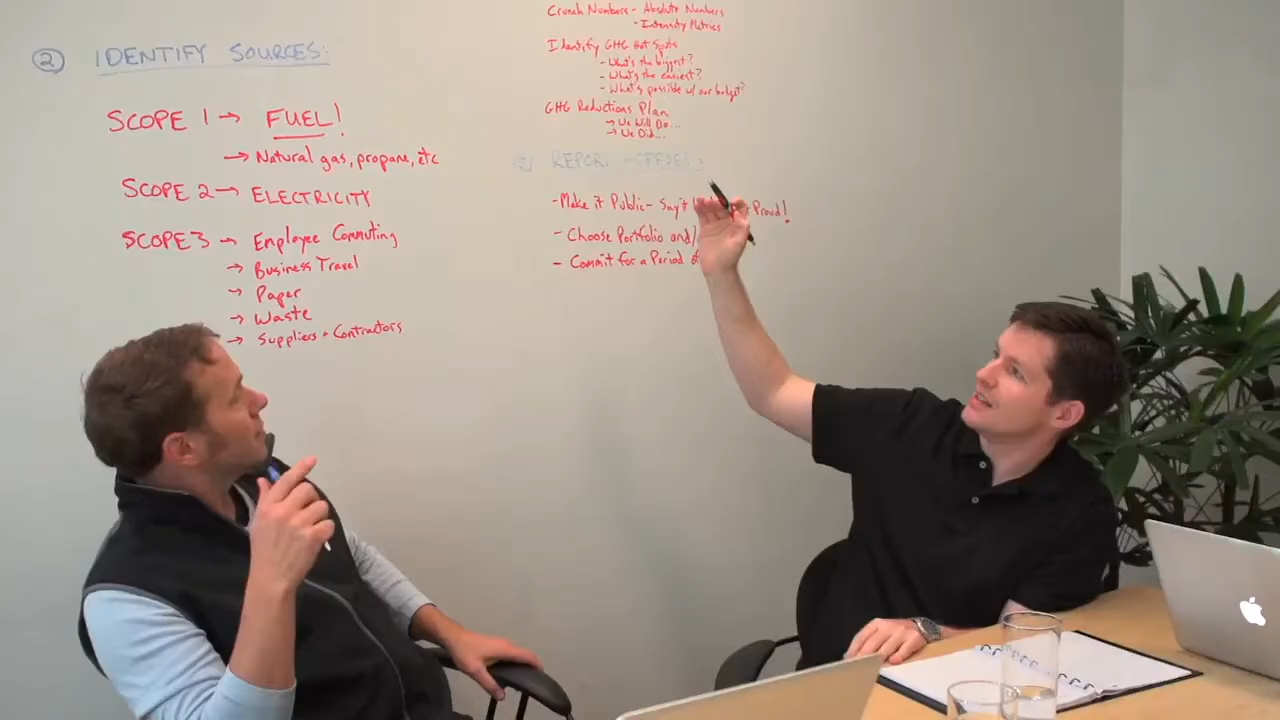 ② IDENTIFY SOURCES:
SCOPE 1 → FUEL!
→ Natural gas, propane, etc
SCOPE 2 → ELECTRICITY
SCOPE 3 → Employee Commuting
→ Business Travel
→ Paper
→ Waste
→ Suppliers + Contractors
Crunch Numbers - Absolute Numbers
- Intensity Metrics
Identify GHG Hot Spots
- What's the biggest?
- What's the easiest?
- What's possible w/ our budget?
GHG Reductions Plan
→ We Will Do...
→ We Did...
REPORT
- Make it Public - Say it Proud!
- Choose Portfolio and/
- Commit for a Period of